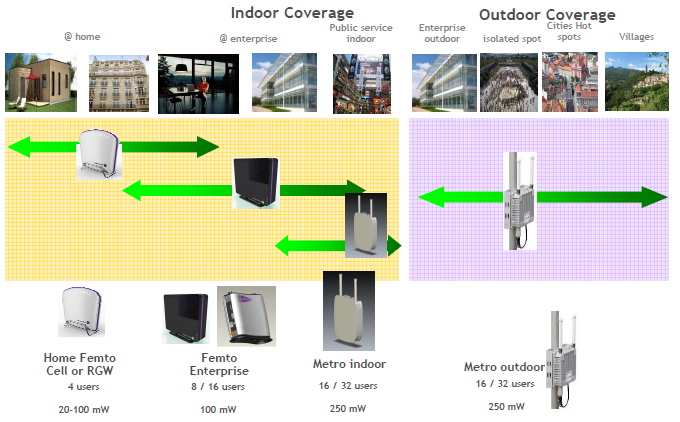 Indoor Coverage
Outdoor Coverage
@ home
@ enterprise
Public service
indoor
Enterprise
outdoor
isolated spot
Cities Hot
spots
Villages
Home Femto
Cell or RGW
4 users
20-100 mW
Femto
Enterprise
8 / 16 users
100 mW
Metro indoor
16 / 32 users
250 mW
Metro outdoor
16 / 32 users
250 mW